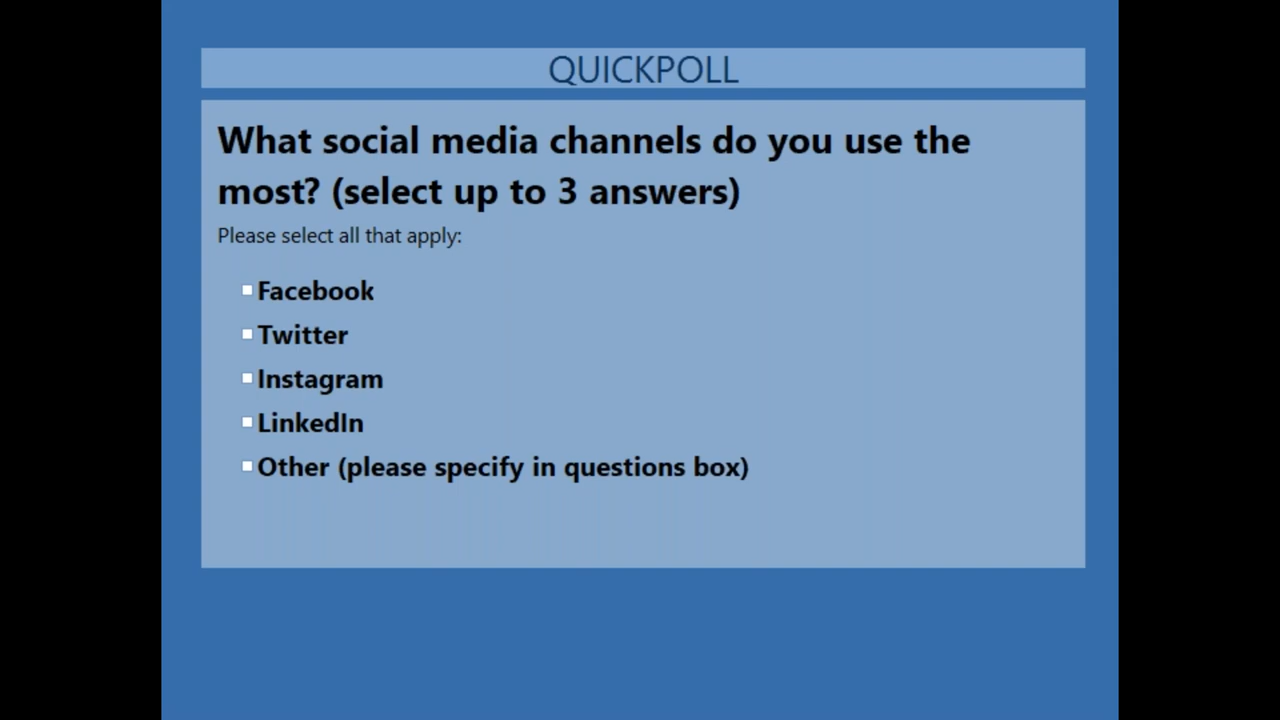 QUICKPOLL
What social media channels do you use the
most? (select up to 3 answers)
Please select all that apply:
Facebook
Twitter
Instagram
LinkedIn
Other (please specify in questions box)